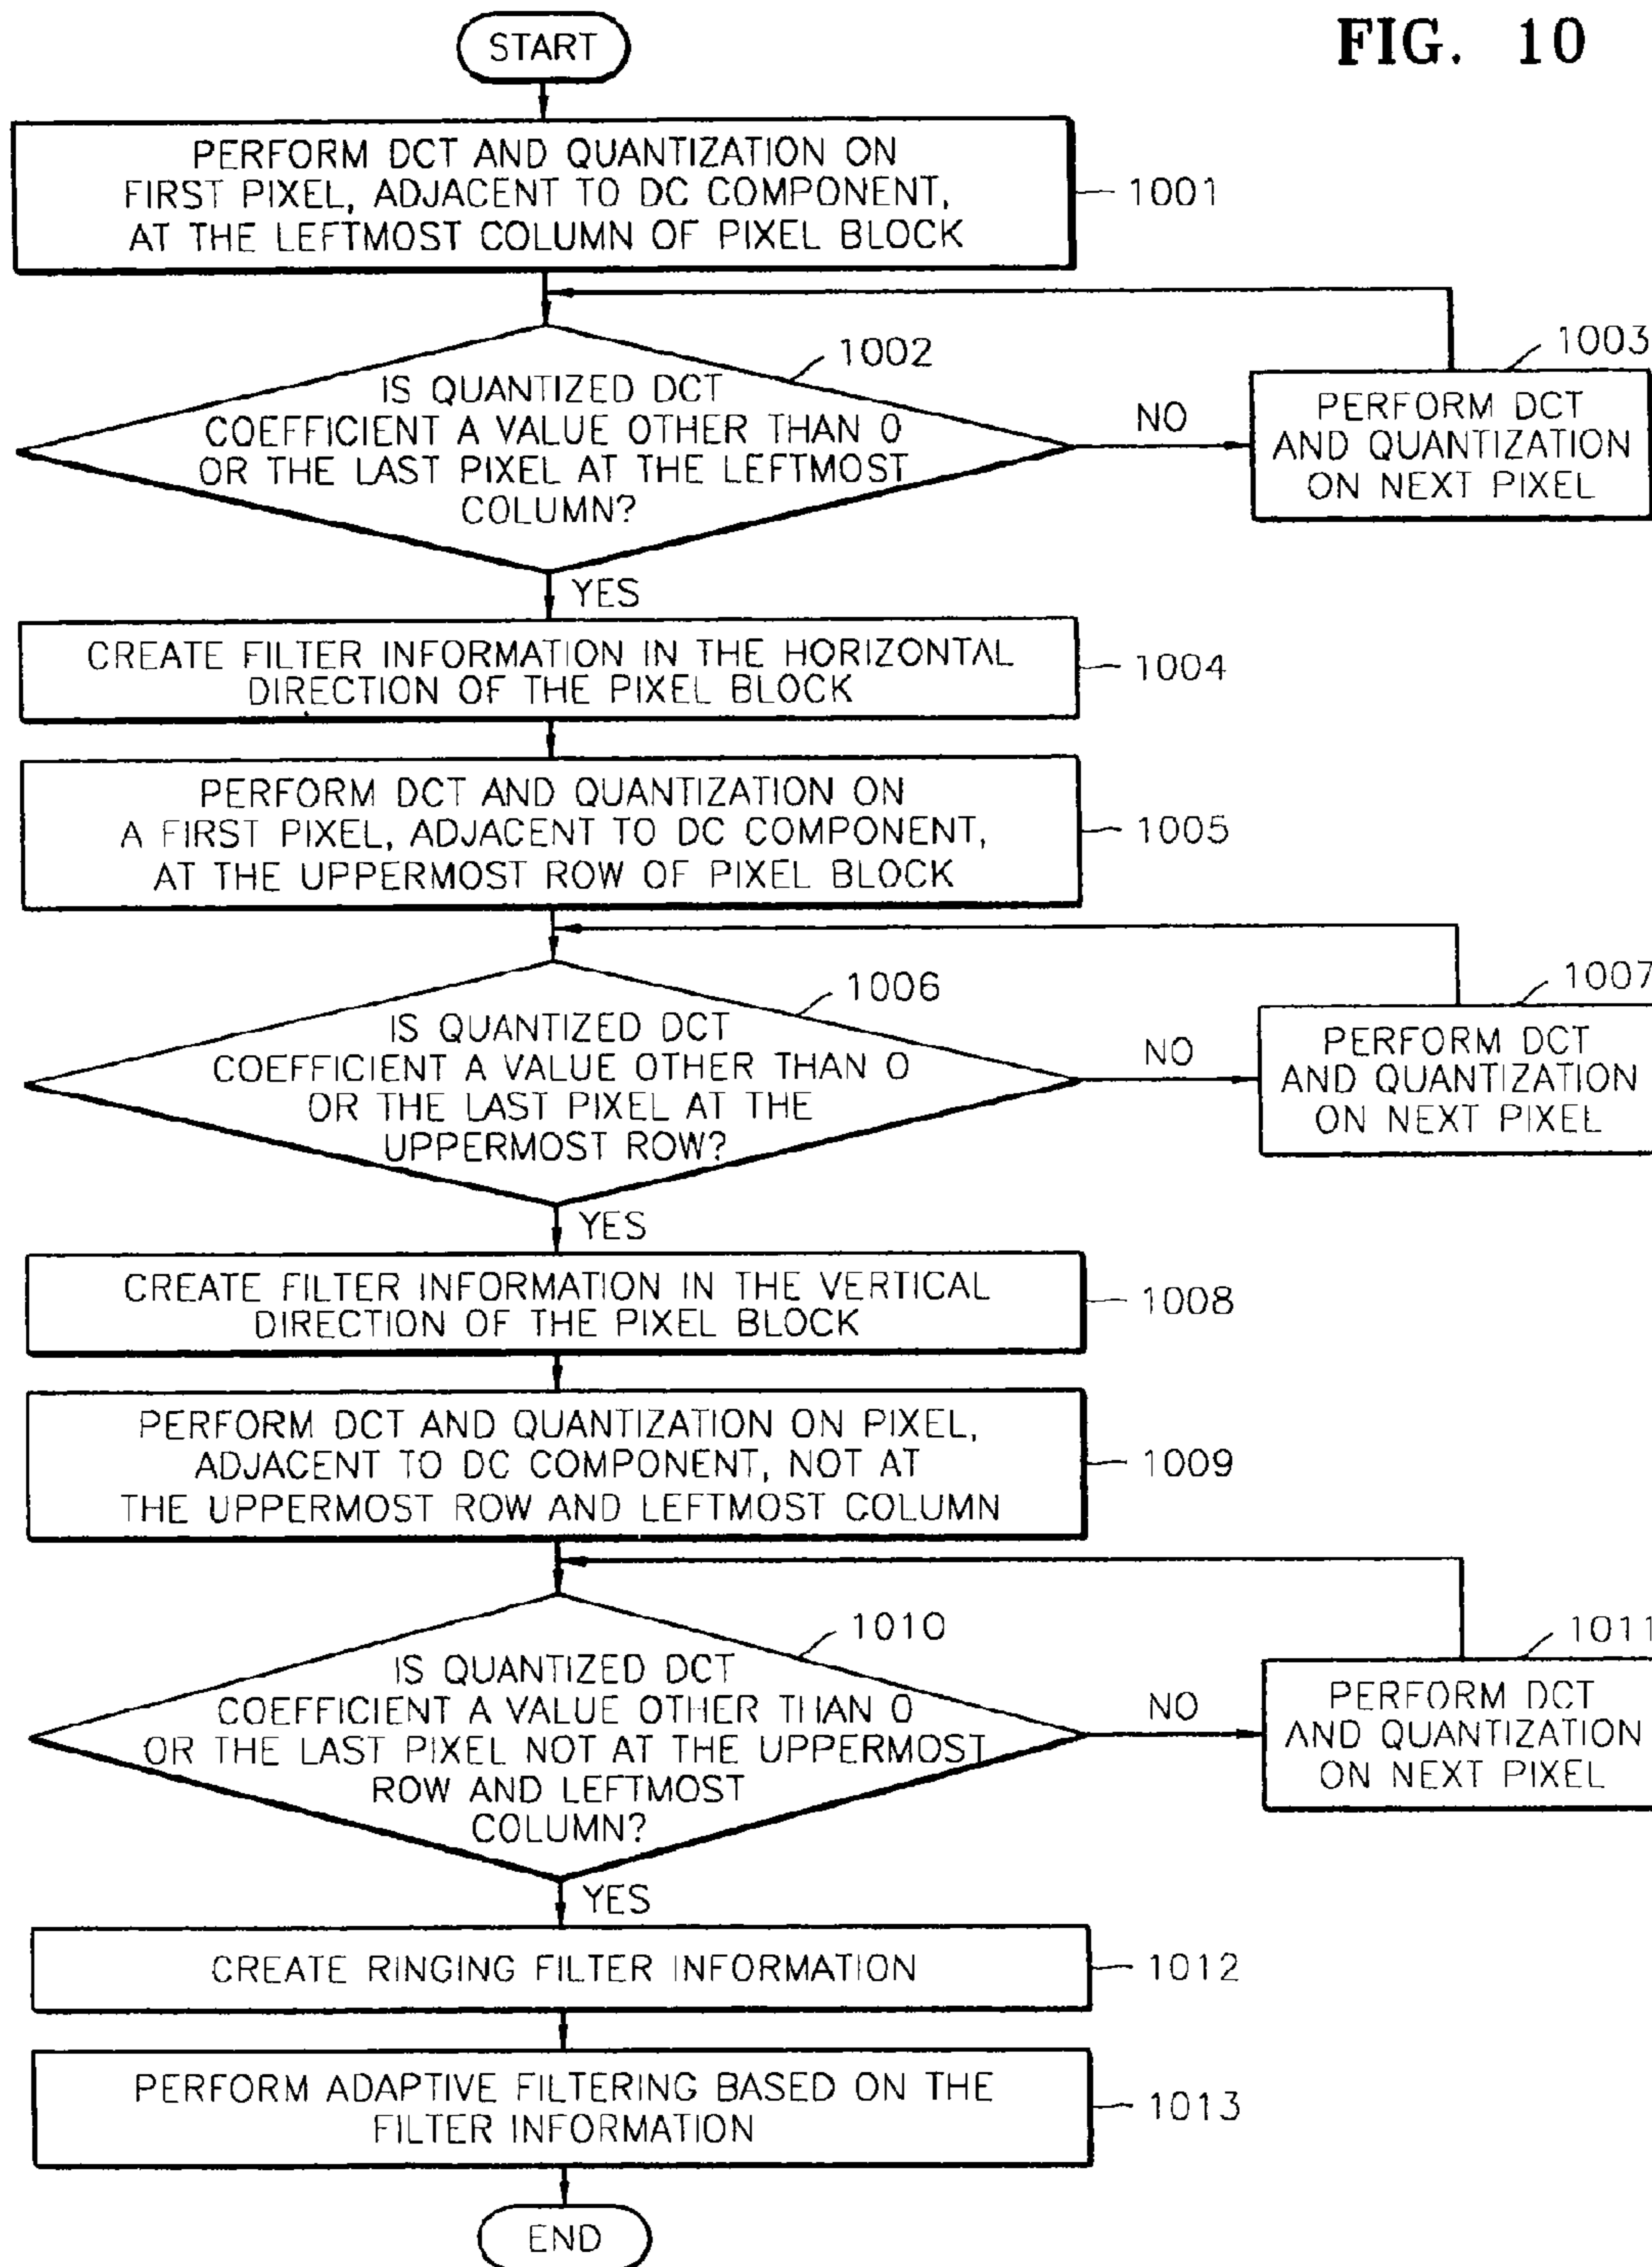 FIG. 10
START
PERFORM DCT AND QUANTIZATION ON
FIRST PIXEL, ADJACENT TO DC COMPONENT,
AT THE LEFTMOST COLUMN OF PIXEL BLOCK
1001
1002
IS QUANTIZED DCT
COEFFICIENT A VALUE OTHER THAN 0
OR THE LAST PIXEL AT THE LEFTMOST
COLUMN?
NO
1003
PERFORM DCT
AND QUANTIZATION
ON NEXT PIXEL
YES
CREATE FILTER INFORMATION IN THE HORIZONTAL
DIRECTION OF THE PIXEL BLOCK
1004
PERFORM DCT AND QUANTIZATION ON
A FIRST PIXEL, ADJACENT TO DC COMPONENT,
AT THE UPPERMOST ROW OF PIXEL BLOCK
1005
1006
IS QUANTIZED DCT
COEFFICIENT A VALUE OTHER THAN 0
OR THE LAST PIXEL AT THE
UPPERMOST ROW?
NO
1007
PERFORM DCT
AND QUANTIZATION
ON NEXT PIXEL
YES
CREATE FILTER INFORMATION IN THE VERTICAL
DIRECTION OF THE PIXEL BLOCK
1008
PERFORM DCT AND QUANTIZATION ON PIXEL,
ADJACENT TO DC COMPONENT, NOT AT
THE UPPERMOST ROW AND LEFTMOST COLUMN
1009
1010
IS QUANTIZED DCT
COEFFICIENT A VALUE OTHER THAN 0
OR THE LAST PIXEL NOT AT THE UPPERMOST
ROW AND LEFTMOST
COLUMN?
NO
1011
PERFORM DCT
AND QUANTIZATION
ON NEXT PIXEL
YES
CREATE RINGING FILTER INFORMATION
1012
PERFORM ADAPTIVE FILTERING BASED ON THE
FILTER INFORMATION
1013
END